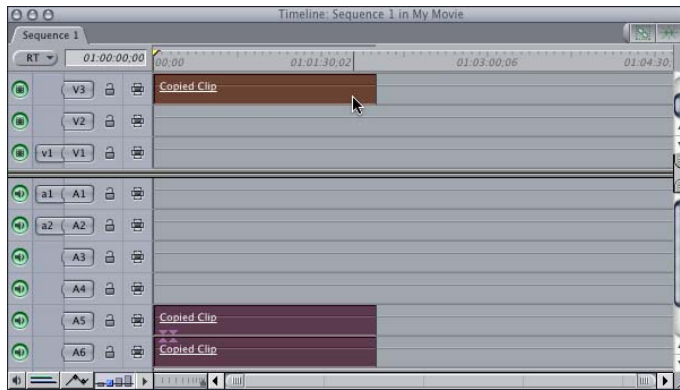 Timeline: Sequence 1 in My Movie
Sequence 1
RT 01:00:00;00 00;00 01:01:30;02 01:03:00;06 01:04:30;
V3 Copied Clip
V2
v1 V1
a1 A1
a2 A2
A3
A4
A5 Copied Clip
A6 Copied Clip